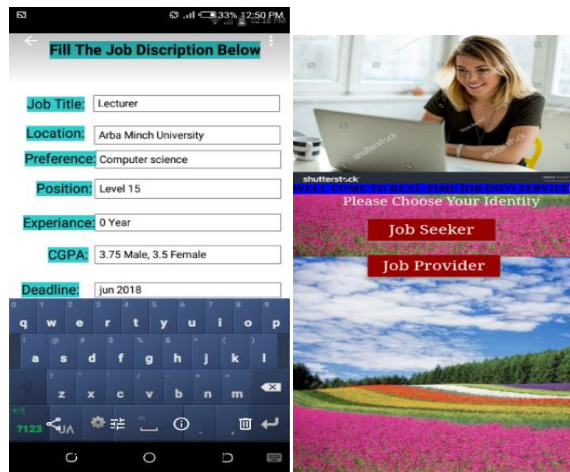 33% 12:50 PM
Fill The Job Discription Below
Job Title: Lecturer
Location: Arba Minch University
Preference: Computer science
Position: Level 15
Experiance: 0 Year
CGPA: 3.75 Male, 3.5 Female
Deadline: jun 2018
q w e r t y u i o p
a s d f g h j k l
z x c v b n m
?123
shutterstock
WELL COME TO REAL-TIME JOB INFO SERVICE
Please Choose Your Identity
Job Seeker
Job Provider